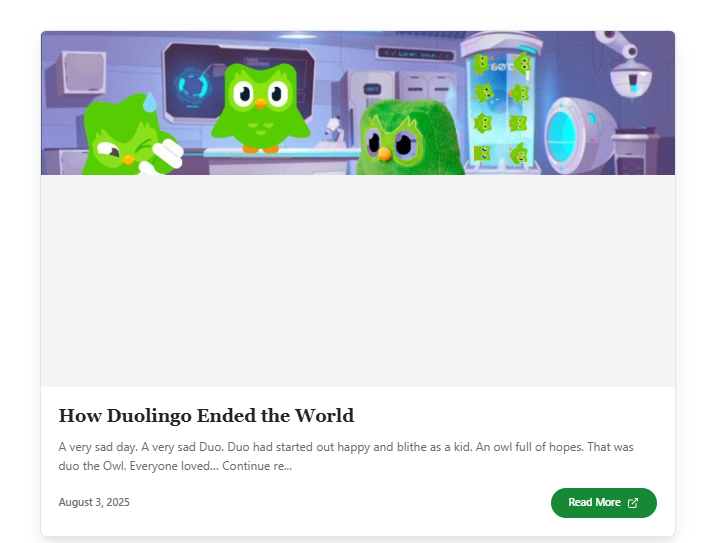 How Duolingo Ended the World
A very sad day. A very sad Duo. Duo had started out happy and blithe as a kid. An owl full of hopes. That was
duo the Owl. Everyone loved... Continue re...
August 3, 2025
Read More